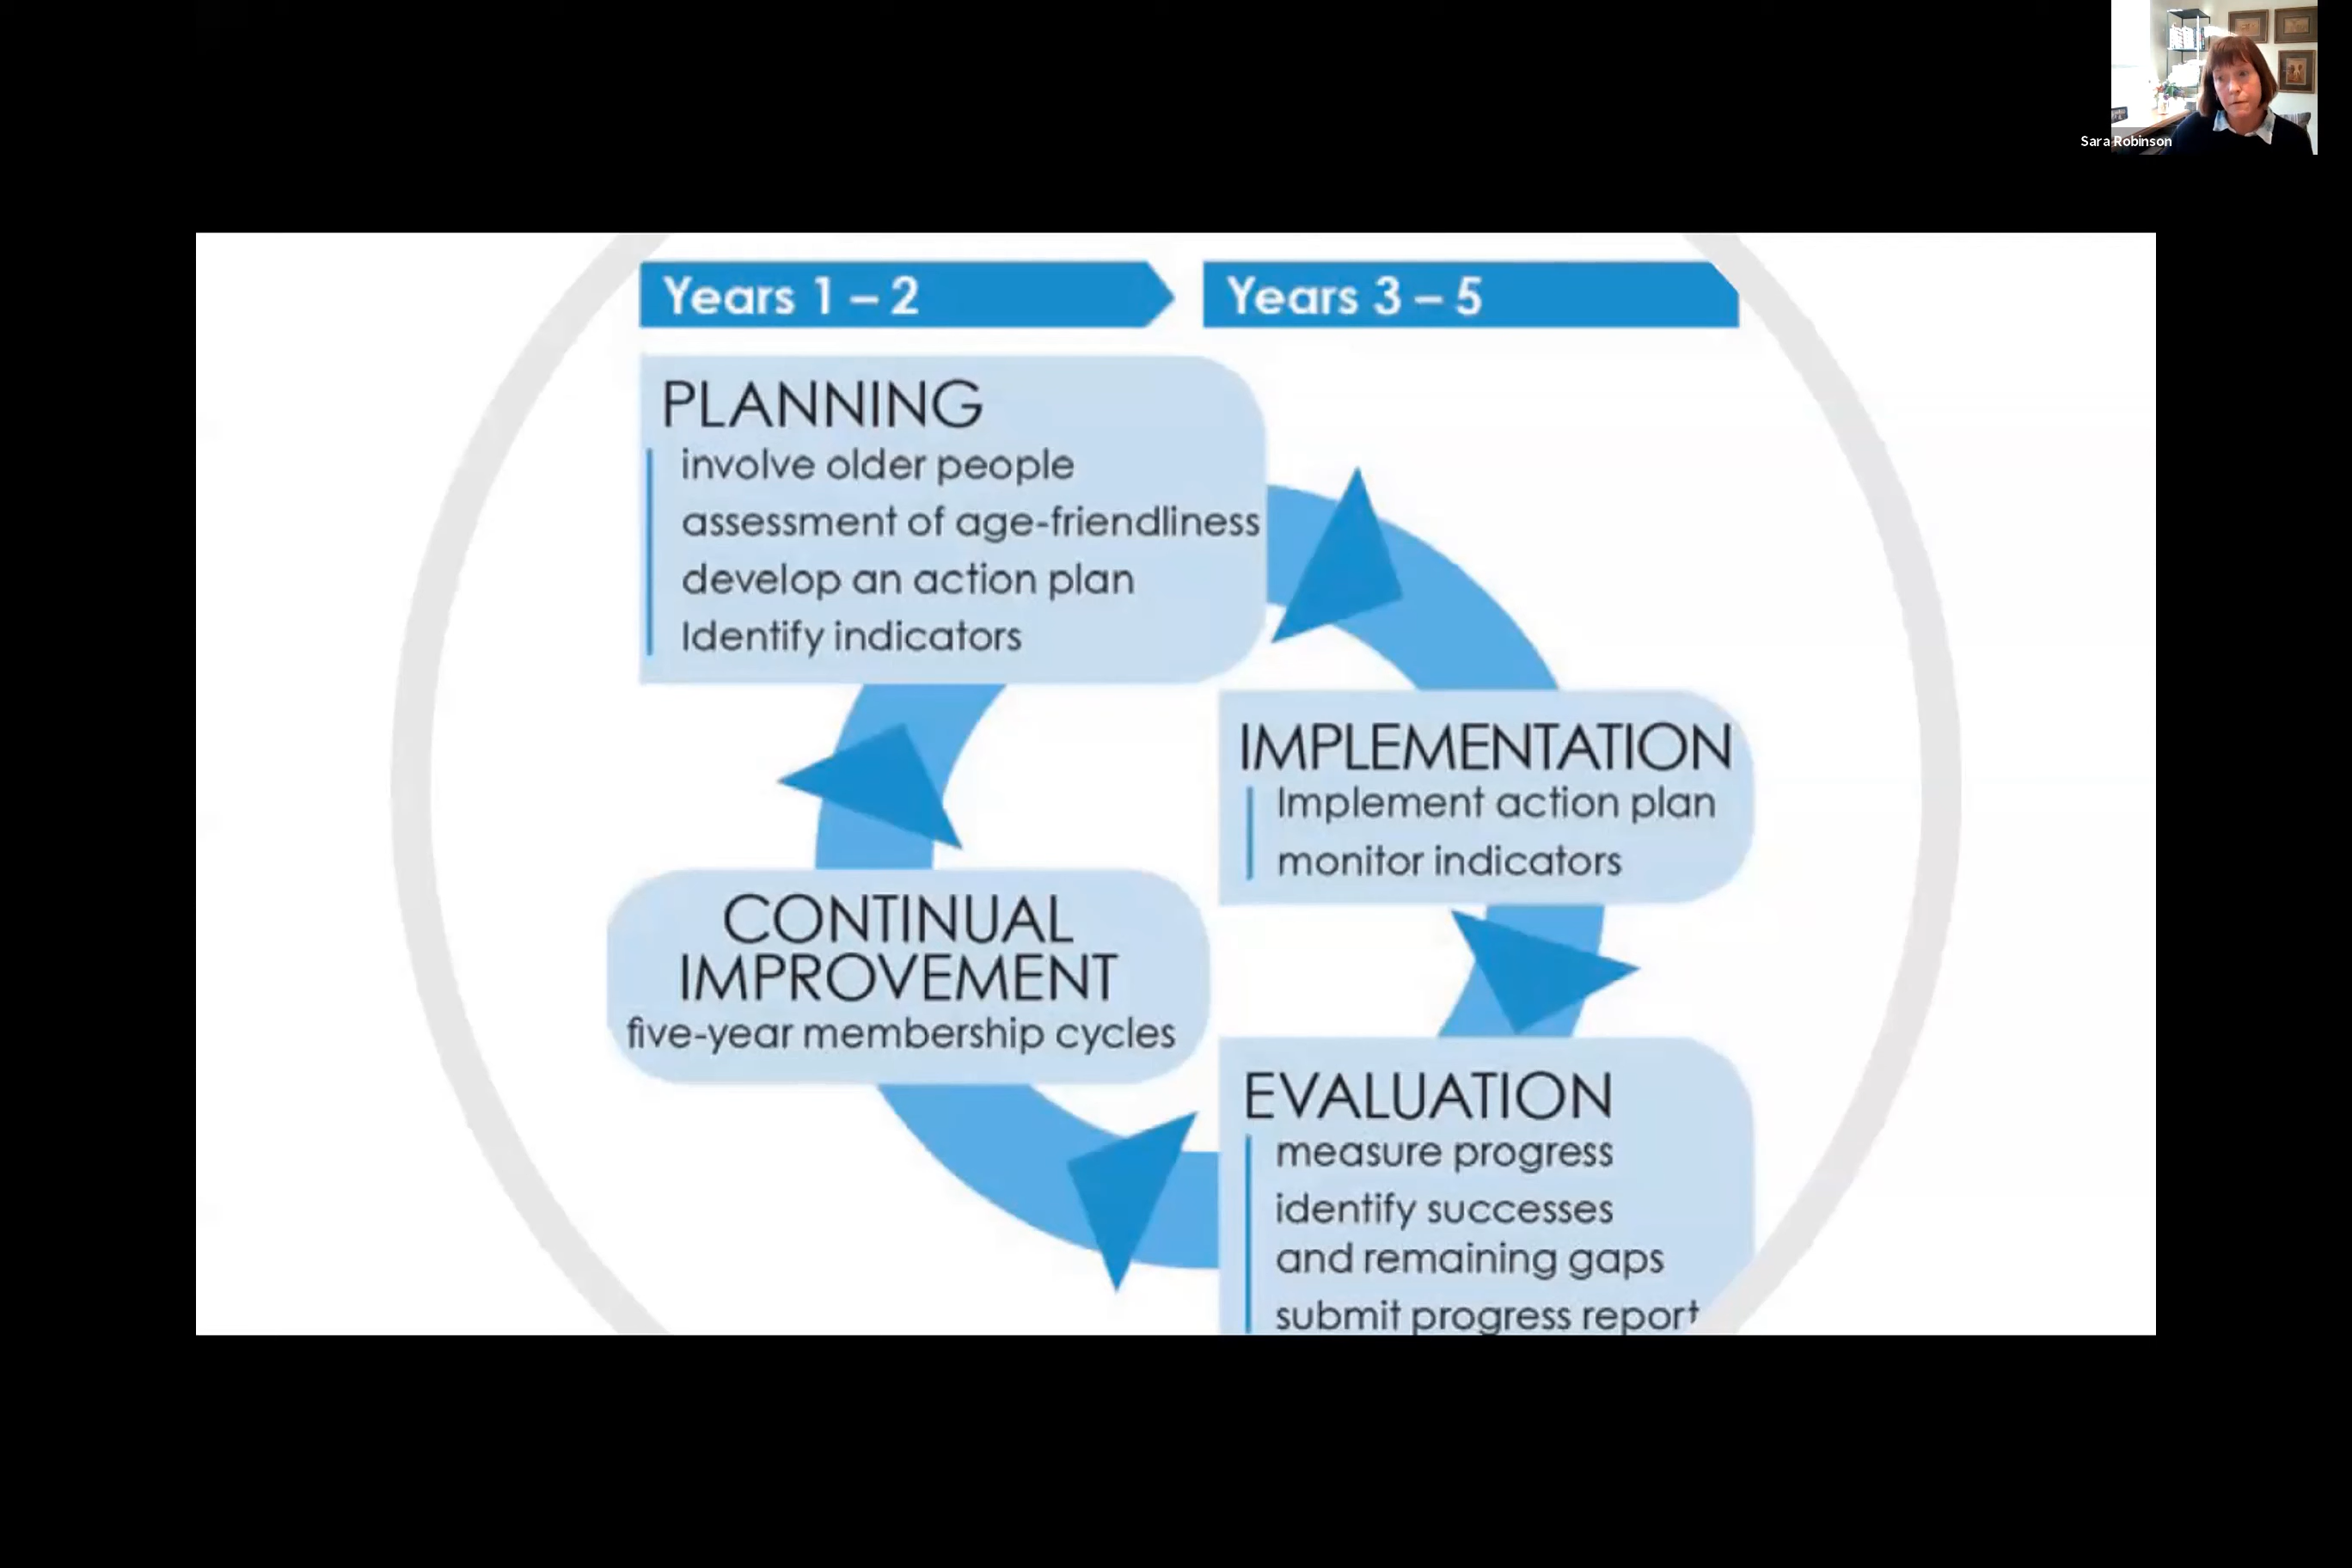 Sara Robinson
Years 1 – 2
Years 3 – 5
PLANNING
involve older people
assessment of age-friendliness
develop an action plan
Identify indicators
IMPLEMENTATION
Implement action plan
monitor indicators
CONTINUAL
IMPROVEMENT
five-year membership cycles
EVALUATION
measure progress
identify successes
and remaining gaps
submit progress report